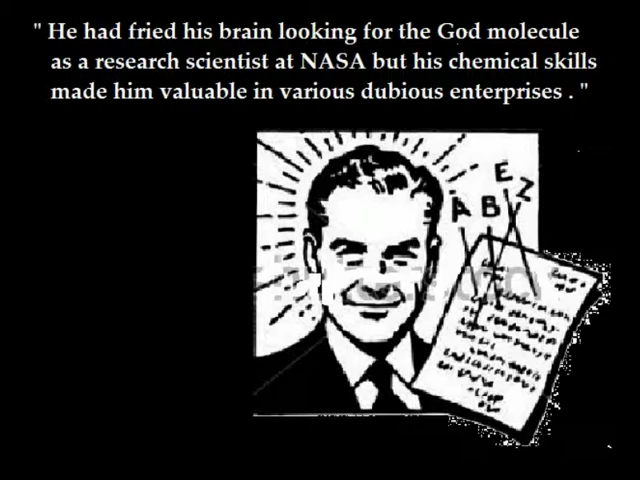 " He had fried his brain looking for the God molecule
as a research scientist at NASA but his chemical skills
made him valuable in various dubious enterprises . "
E
Z
A B